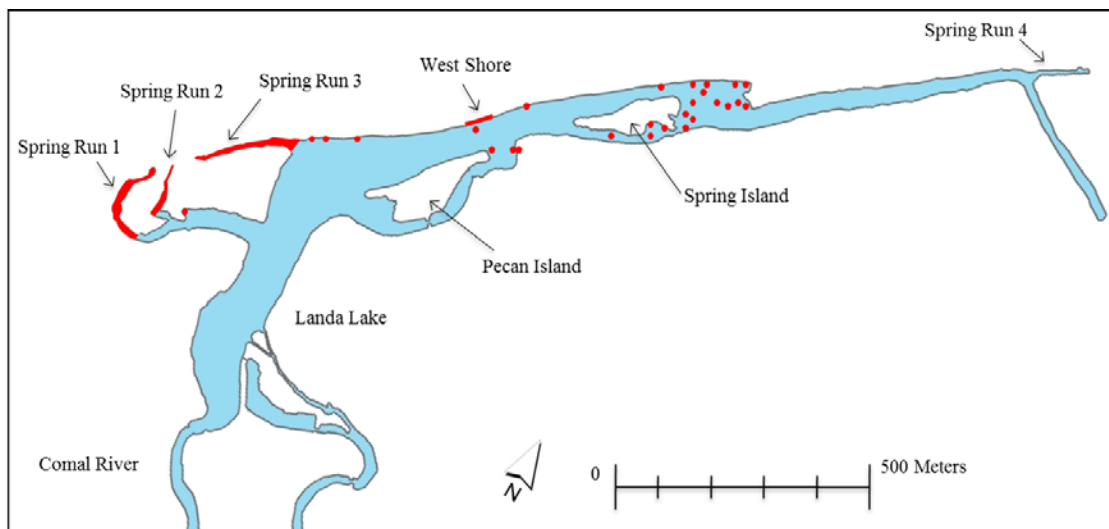 Spring Run 4
West Shore
Spring Run 3
Spring Run 2
Spring Run 1
Spring Island
Pecan Island
Landa Lake
Comal River
N
0
500 Meters